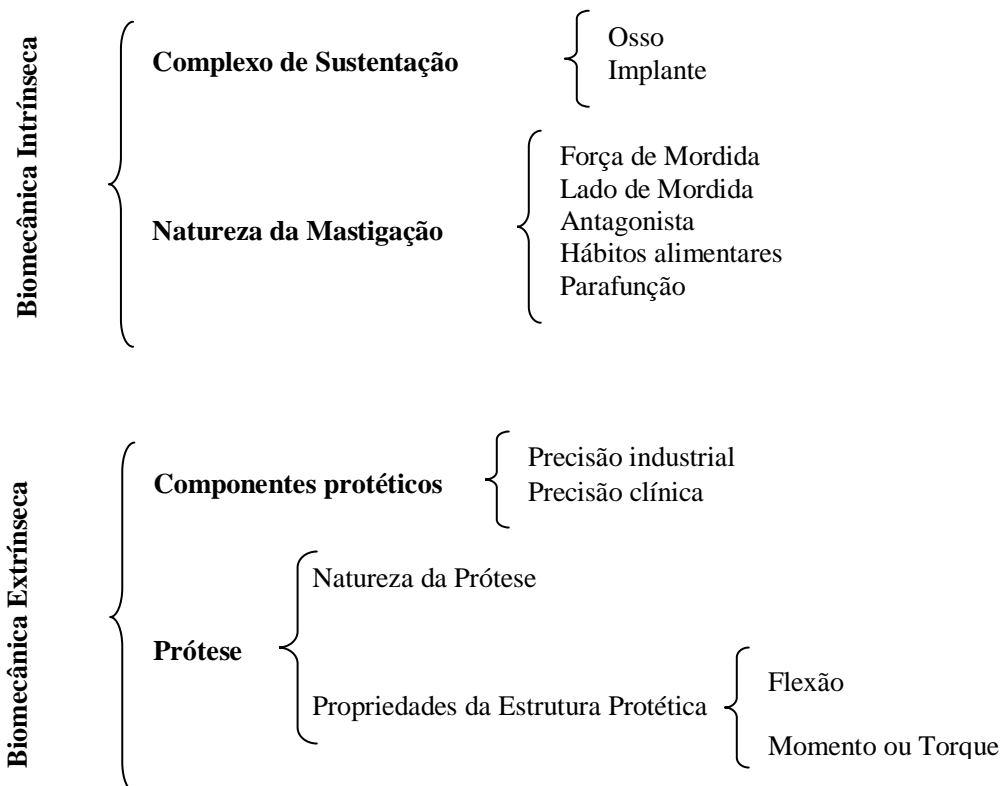 Biomecânica Intrínseca
Complexo de Sustentação
Osso
Implante
Natureza da Mastigação
Força de Mordida
Lado de Mordida
Antagonista
Hábitos alimentares
Parafunção
Biomecânica Extrínseca
Componentes protéticos
Precisão industrial
Precisão clínica
Prótese
Natureza da Prótese
Propriedades da Estrutura Protética
Flexão
Momento ou Torque